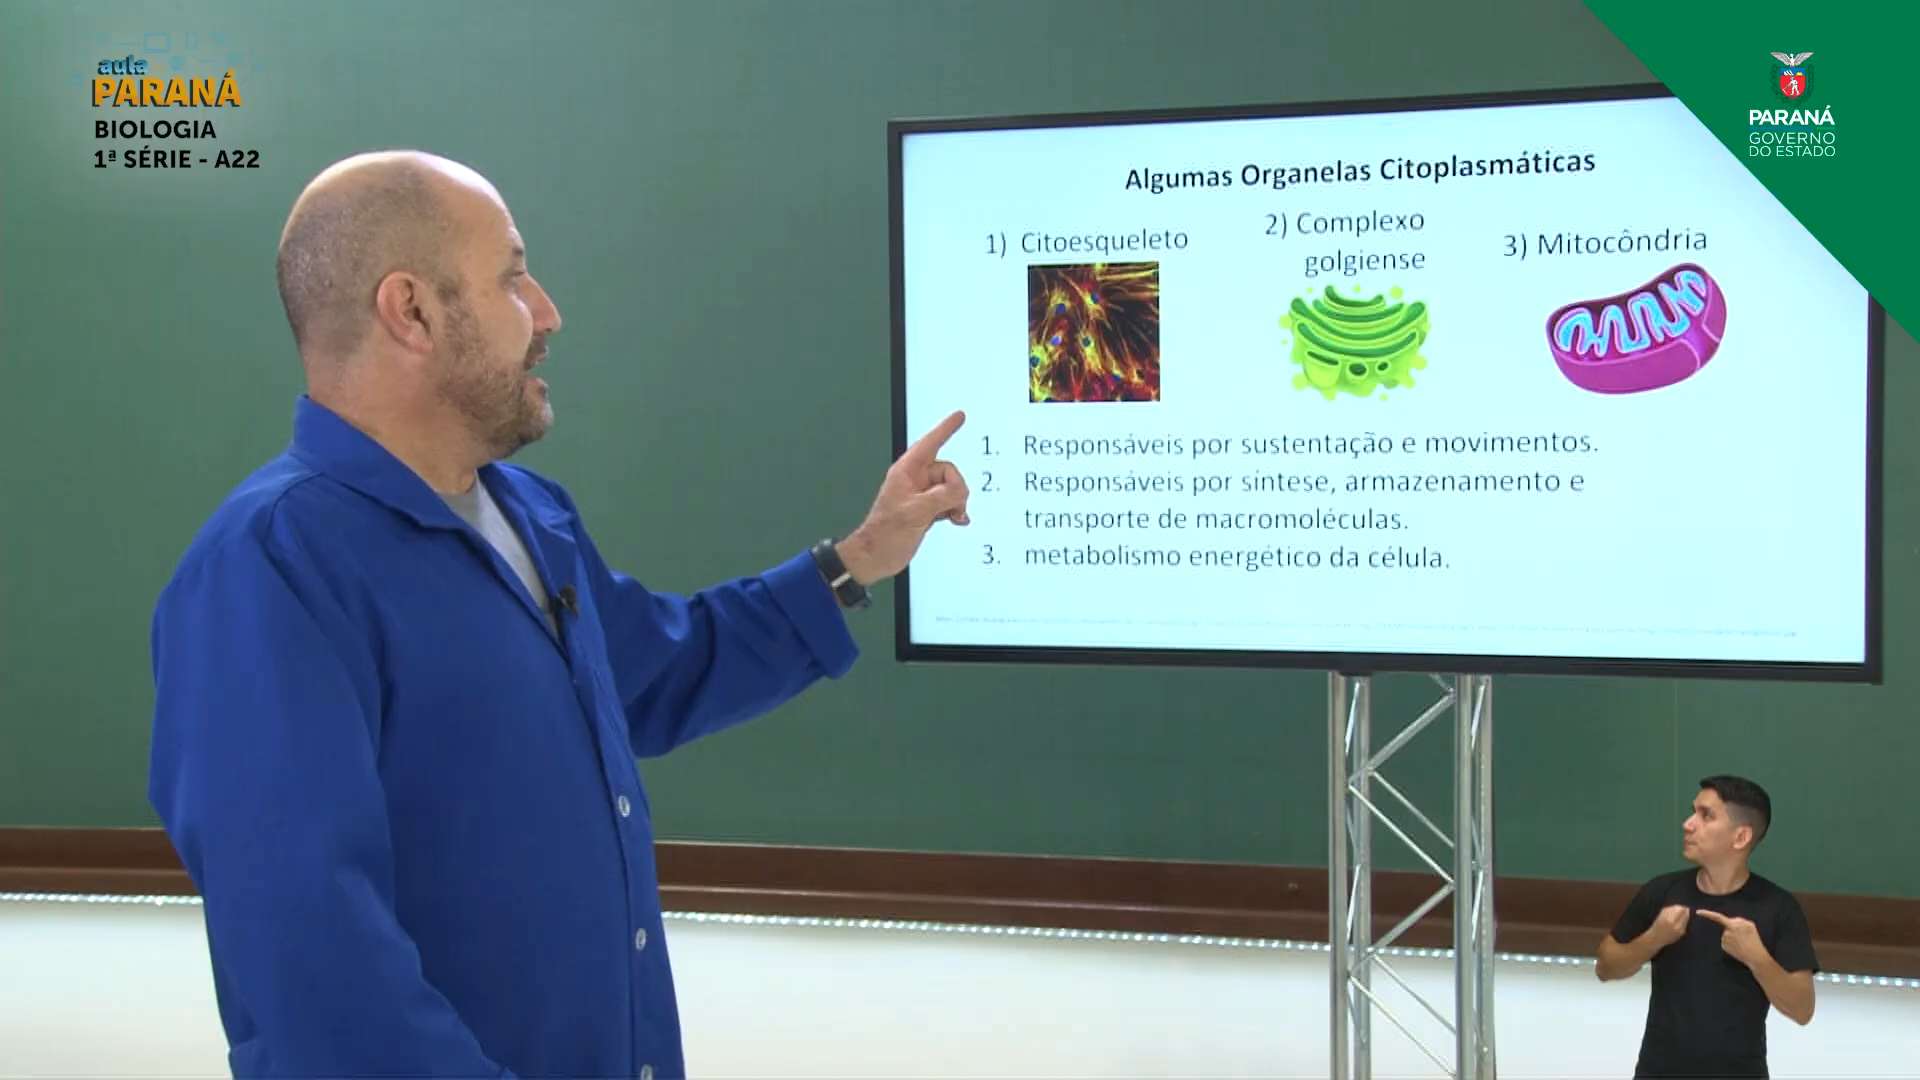 aula
PARANÁ
BIOLOGIA
1ª SÉRIE - A22
PARANÁ
GOVERNO
DO ESTADO
Algumas Organelas Citoplasmáticas
1) Citoesqueleto
2) Complexo
golgiense
3) Mitocôndria
1. Responsáveis por sustentação e movimentos.
2. Responsáveis por síntese, armazenamento e
transporte de macromoléculas.
3. metabolismo energético da célula.